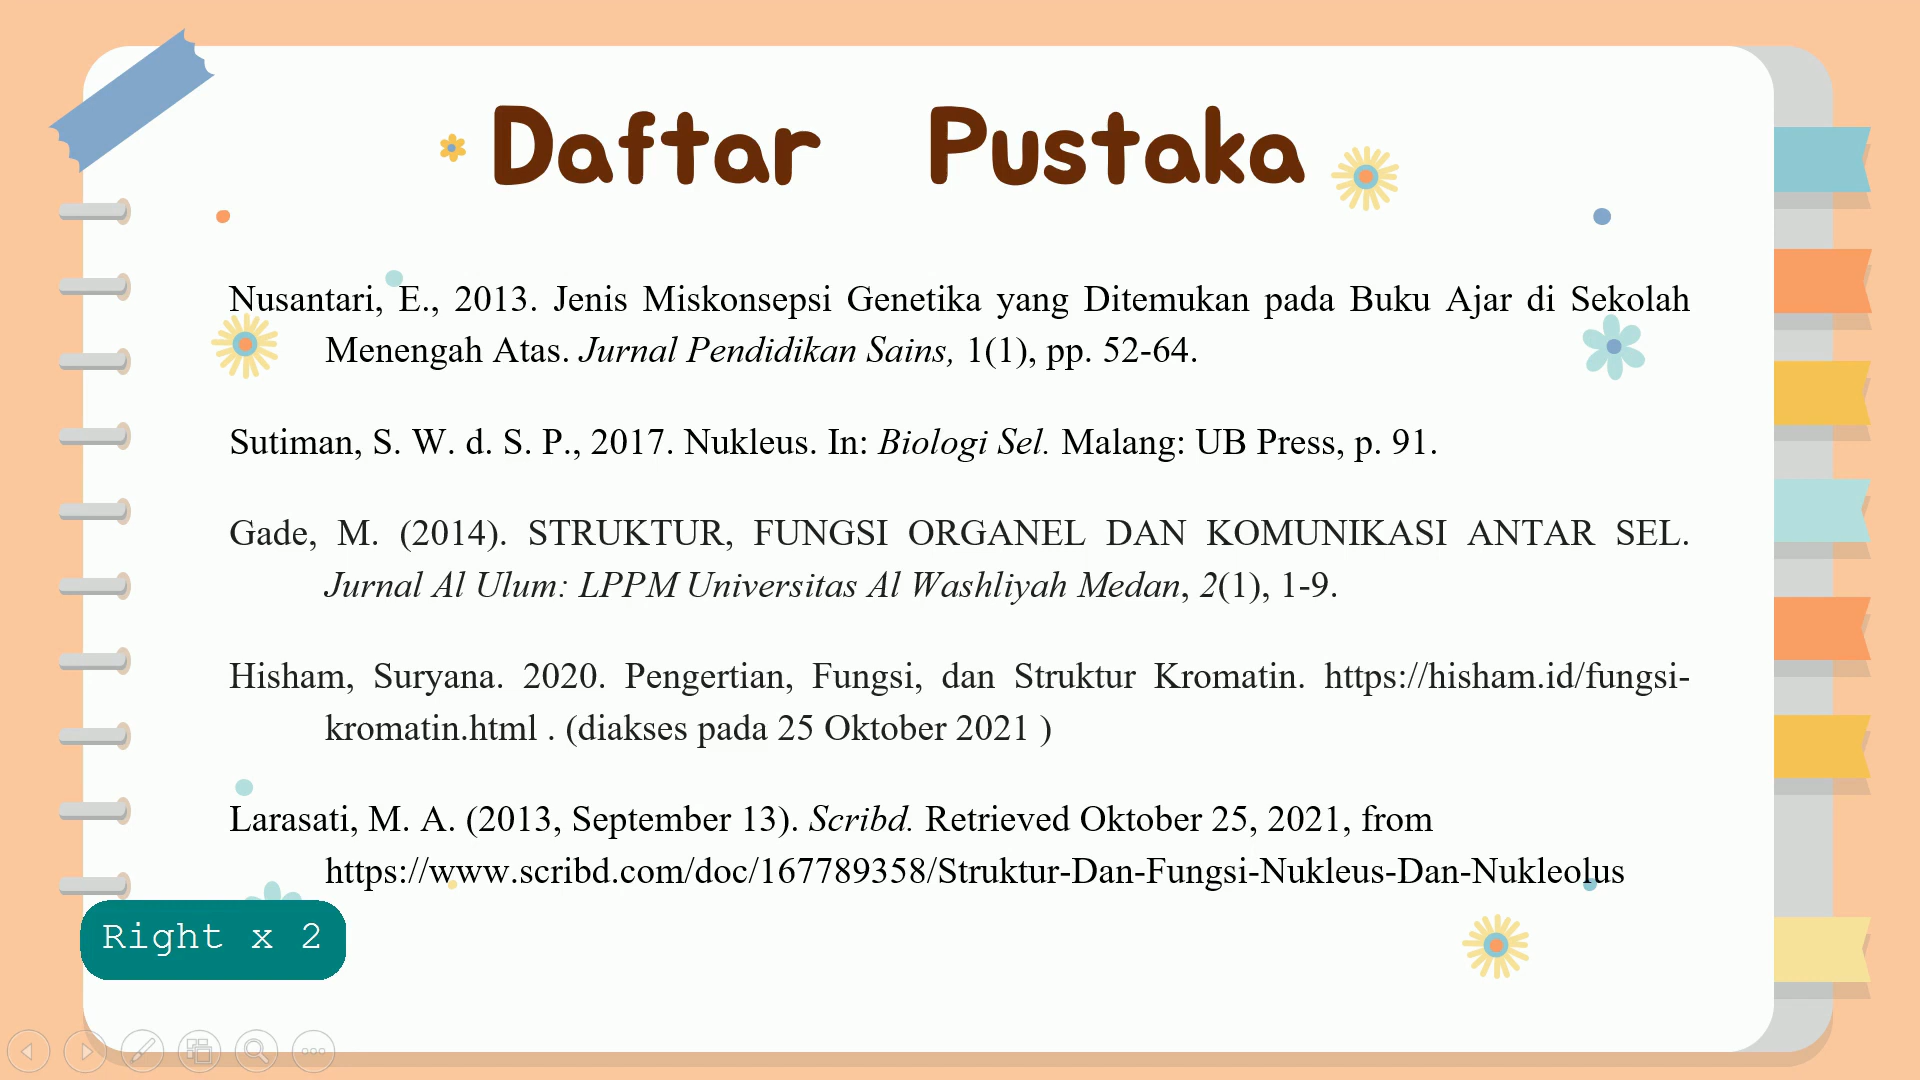 Daftar Pustaka
Nusantari, E., 2013. Jenis Miskonsepsi Genetika yang Ditemukan pada Buku Ajar di Sekolah
Menengah Atas. Jurnal Pendidikan Sains, 1(1), pp. 52-64.
Sutiman, S. W. d. S. P., 2017. Nukleus. In: Biologi Sel. Malang: UB Press, p. 91.
Gade, M. (2014). STRUKTUR, FUNGSI ORGANEL DAN KOMUNIKASI ANTAR SEL.
Jurnal Al Ulum: LPPM Universitas Al Washliyah Medan, 2(1), 1-9.
Hisham, Suryana. 2020. Pengertian, Fungsi, dan Struktur Kromatin. https://hisham.id/fungsi-
kromatin.html . (diakses pada 25 Oktober 2021 )
Larasati, M. A. (2013, September 13). Scribd. Retrieved Oktober 25, 2021, from
https://www.scribd.com/doc/167789358/Struktur-Dan-Fungsi-Nukleus-Dan-Nukleolus
Right x 2